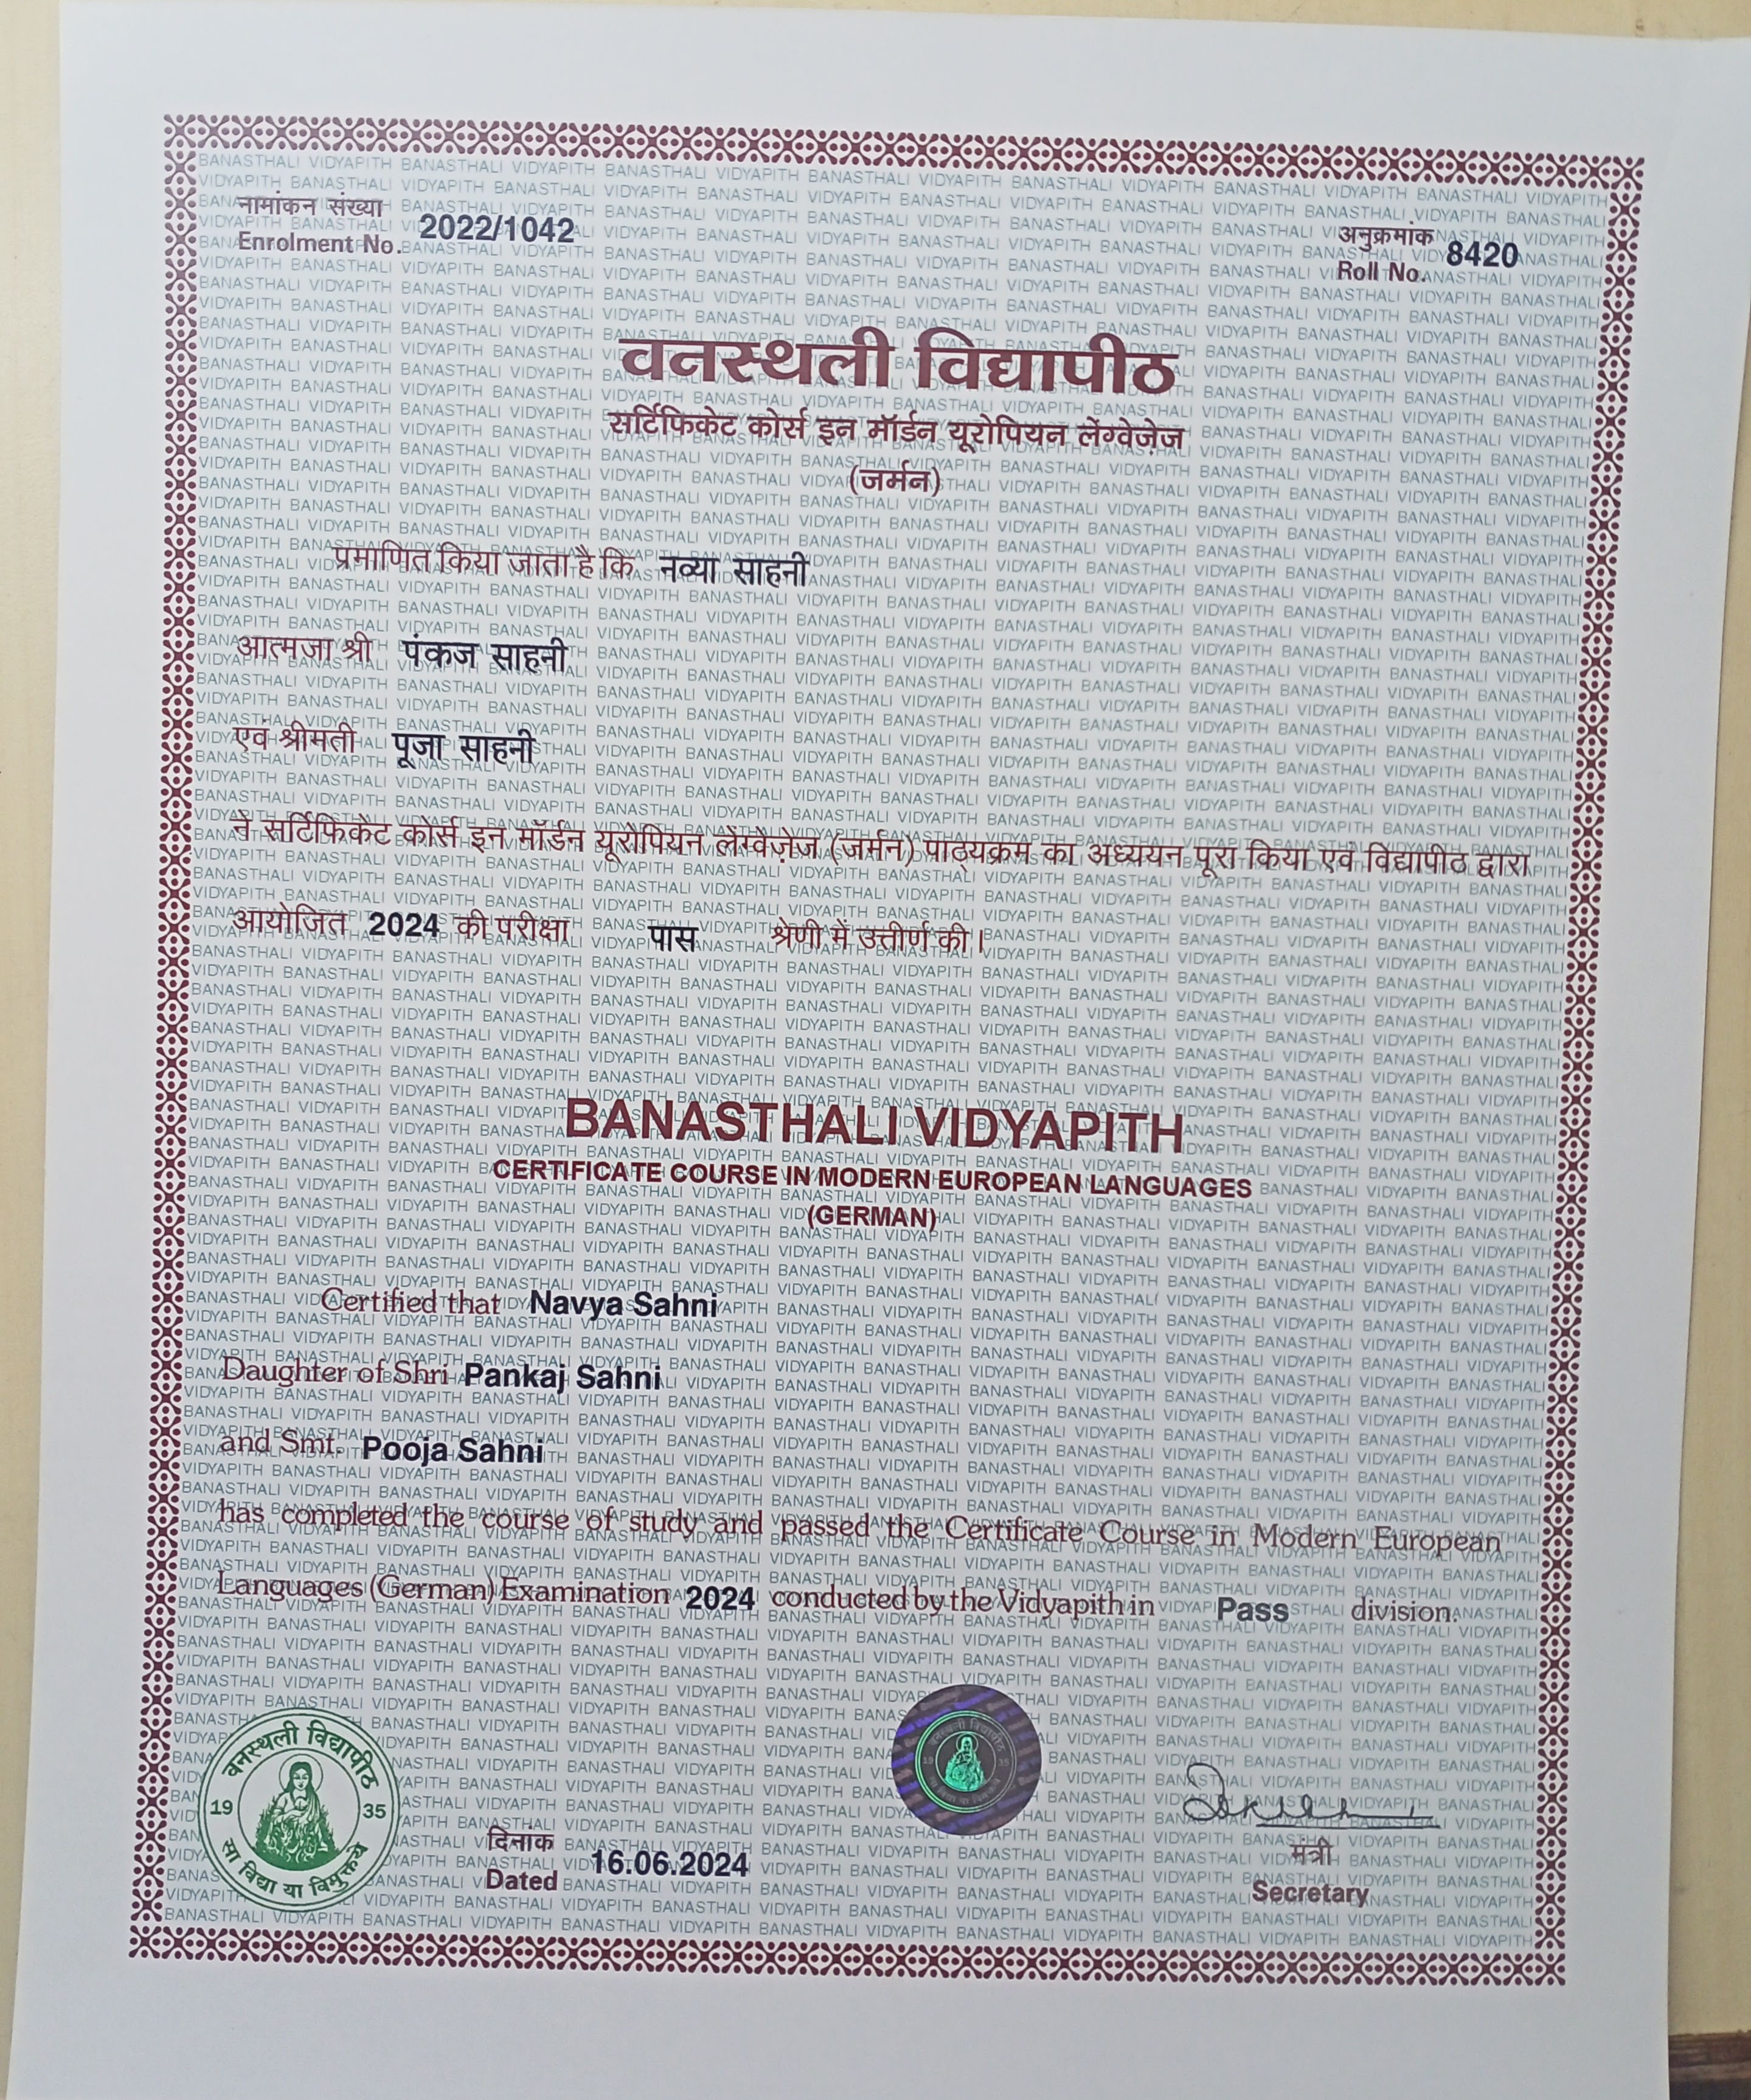 नामांकन संख्या
Enrolment No. 2022/1042
अनुक्रमांक
Roll No. 8420
वनस्थली विद्यापीठ
सर्टिफिकेट कोर्स इन मॉर्डन यूरोपियन लेंग्वेजे़ज़
(जर्मन)
प्रमाणित किया जाता है कि नव्या साहनी
आत्मजा श्री पंकज साहनी
एवं श्रीमती पूजा साहनी
ने सर्टिफिकेट कोर्स इन मॉर्डन यूरोपियन लेंग्वेजे़ज़ (जर्मन) पाठ्यक्रम का अध्ययन पूरा किया एवं विद्यापीठ द्वारा
आयोजित 2024 की परीक्षा पास श्रेणी में उत्तीर्ण की।
BANASTHALI VIDYAPITH
CERTIFICATE COURSE IN MODERN EUROPEAN LANGUAGES
(GERMAN)
Certified that Navya Sahni
Daughter of Shri Pankaj Sahni
and Smt. Pooja Sahni
has completed the course of study and passed the Certificate Course in Modern European
Languages (German) Examination 2024 conducted by the Vidyapith in Pass division.
वनस्थली विद्यापीठ
19 35
सा विद्या या विमुक्तये
दिनांक
Dated 16.06.2024
वनस्थली विद्यापीठ
19 35
मंत्री
Secretary